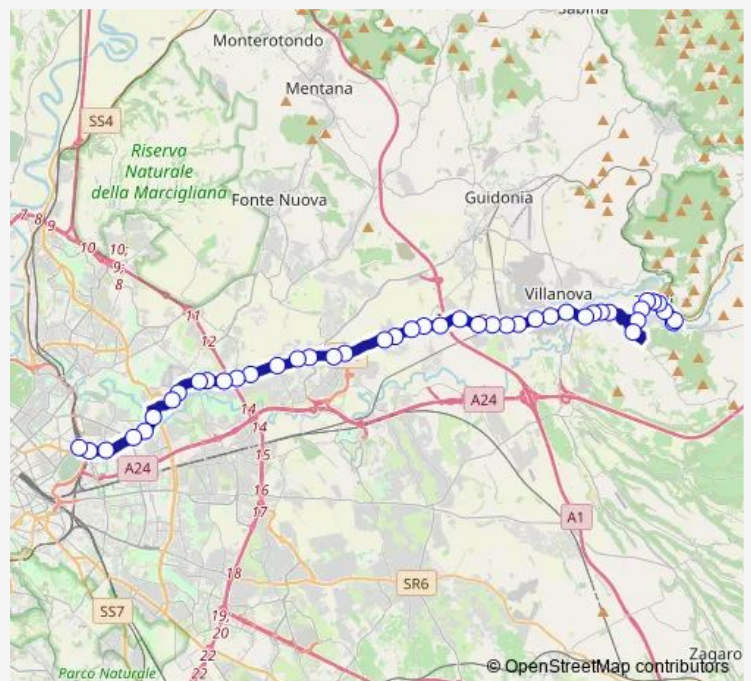 Monterotondo
Mentana
SS4
Riserva
Naturale
della Marcigliana
Fonte Nuova
Guidonia
7
8
9
10
10;
9;
8
11
Villanova
12
14
A24
14
A24
15
16
17
A1
18
SR6
SS7
19,
20
22
Zagaro
22
Parco Naturale
© OpenStreetMap contributors